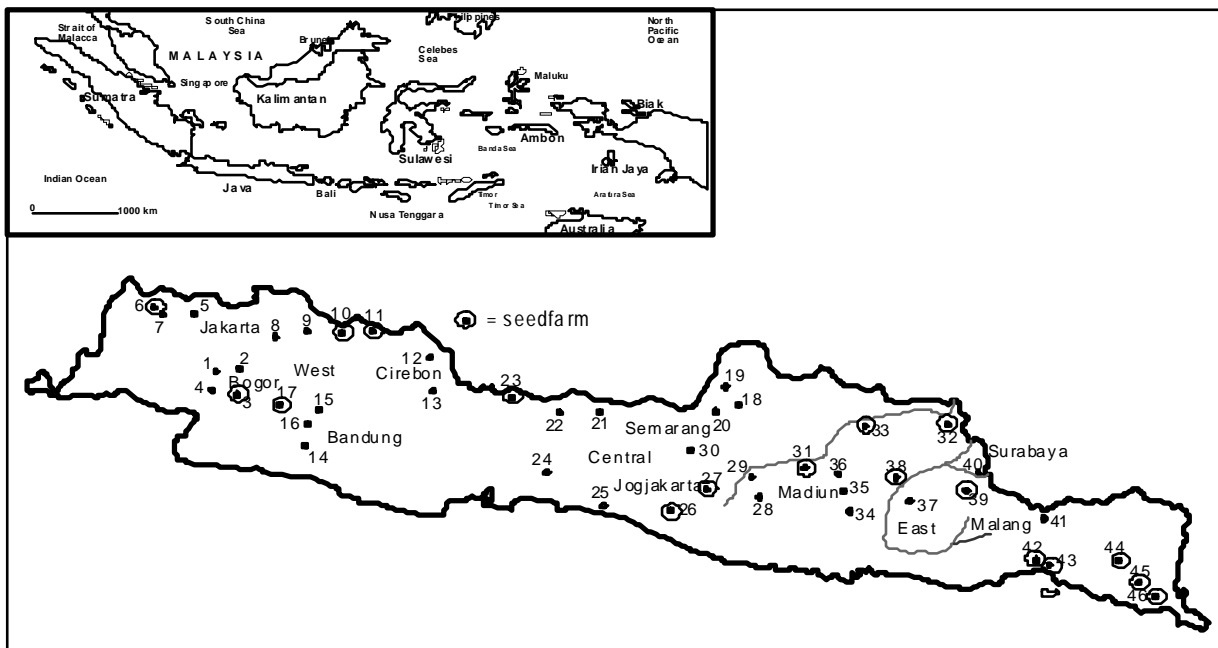 South China
Sea
Strait of
Malacca
MALAYSIA
Brunei
Celebes
Sea
North
Pacific
Ocean
Singapore
Sumatra
Kalimantan
Maluku
Biak
Sulawesi
Banda Sea
Ambon
Irian Jaya
Indian Ocean
Java
Bali
Timor
Timor Sea
Arafura Sea
Nusa Tenggara
Australia
0 1000 km
= seedfarm
6
7
5
Jakarta
8
9
10
11
1
2
West
12
Cirebon
4
Bogor
3
17
15
13
23
16
Bandung
14
22
21
19
18
20
Semarang
33
32
Central
30
31
Surabaya
24
29
36
38
40
Jogjakarta
27
Madiun
35
39
25
26
28
34
37
East
Malang
41
42
43
44
45
46